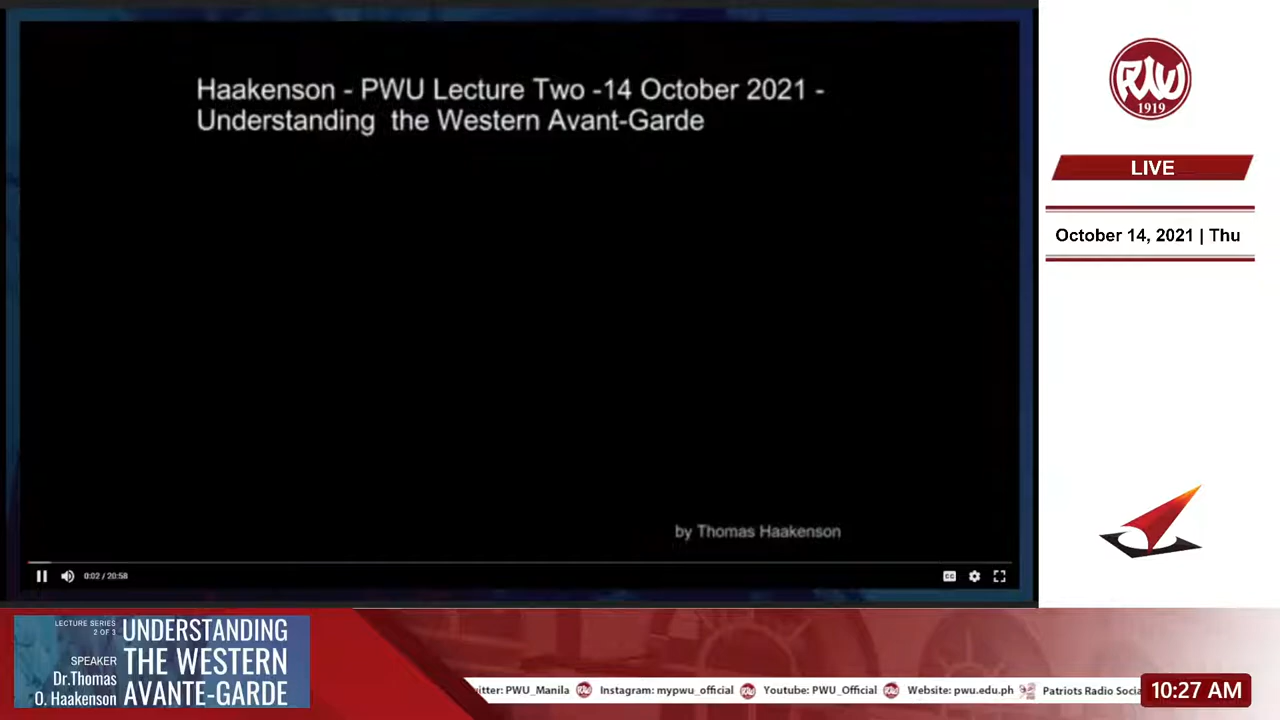 Haakenson - PWU Lecture Two -14 October 2021 -
Understanding the Western Avant-Garde
by Thomas Haakenson
0:02 / 20:58
CC
PWU
1919
LIVE
October 14, 2021 | Thu
LECTURE SERIES
2 OF 3
SPEAKER
Dr.Thomas
O. Haakenson
UNDERSTANDING
THE WESTERN
AVANTE-GARDE
itter: PWU_Manila Instagram: mypwu_official Youtube: PWU_Official Website: pwu.edu.ph Patriots Radio Socia
10:27 AM